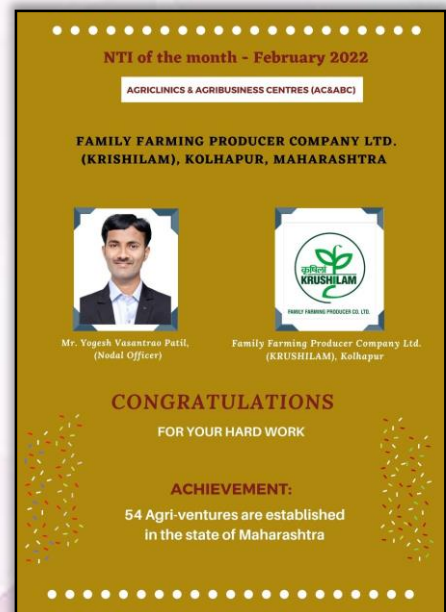 NTI of the month - February 2022
AGRICLINICS & AGRIBUSINESS CENTRES (AC&ABC)
FAMILY FARMING PRODUCER COMPANY LTD.
(KRISHILAM), KOLHAPUR, MAHARASHTRA
कृषिलं
KRUSHILAM
FAMILY FARMING PRODUCER CO. LTD.
Mr. Yogesh Vasantrao Patil,
(Nodal Officer)
Family Farming Producer Company Ltd.
(KRUSHILAM), Kolhapur
CONGRATULATIONS
FOR YOUR HARD WORK
ACHIEVEMENT:
54 Agri-ventures are established
in the state of Maharashtra